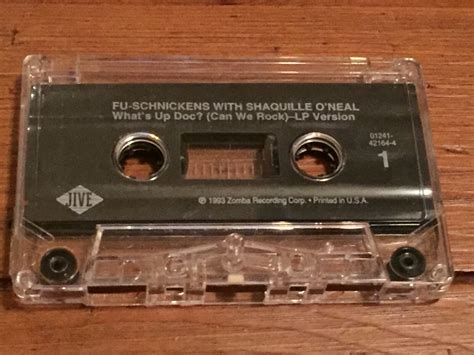 FU-SCHNICKENS WITH SHAQUILLE O'NEAL
What's Up Doc? (Can We Rock)–LP Version
01241-
42164-4
1
JIVE
℗ 1993 Zomba Recording Corp. • Printed in U.S.A.